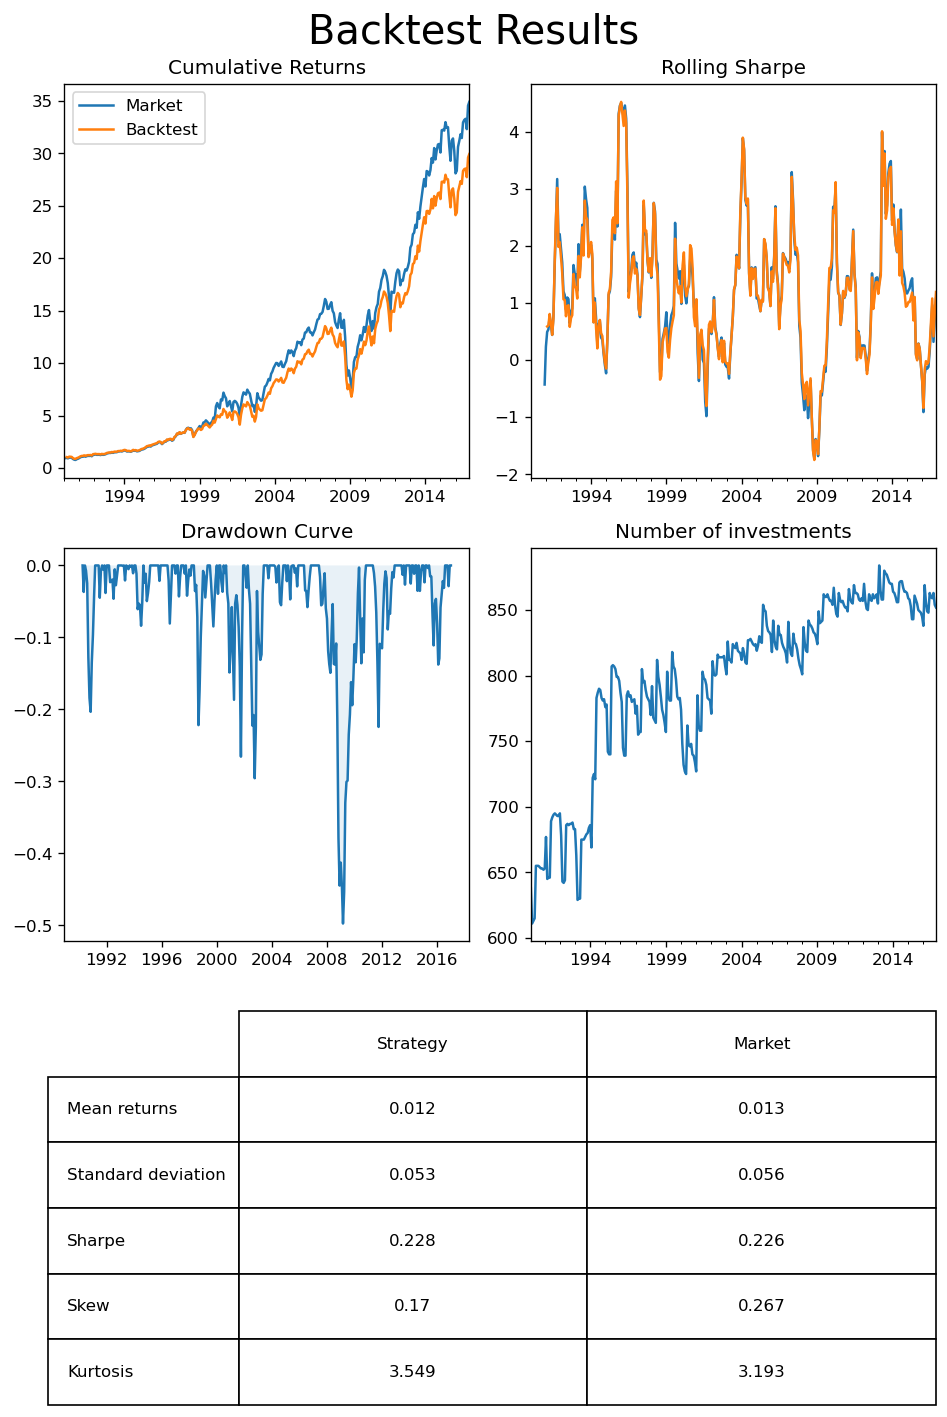 Backtest Results
Cumulative Returns
Market
Backtest
35
30
25
20
15
10
5
0
1994 1999 2004 2009 2014
Rolling Sharpe
4
3
2
1
0
−1
−2
1994 1999 2004 2009 2014
Drawdown Curve
0.0
−0.1
−0.2
−0.3
−0.4
−0.5
1992 1996 2000 2004 2008 2012 2016
Number of investments
850
800
750
700
650
600
1994 1999 2004 2009 2014
Strategy Market
Mean returns 0.012 0.013
Standard deviation 0.053 0.056
Sharpe 0.228 0.226
Skew 0.17 0.267
Kurtosis 3.549 3.193